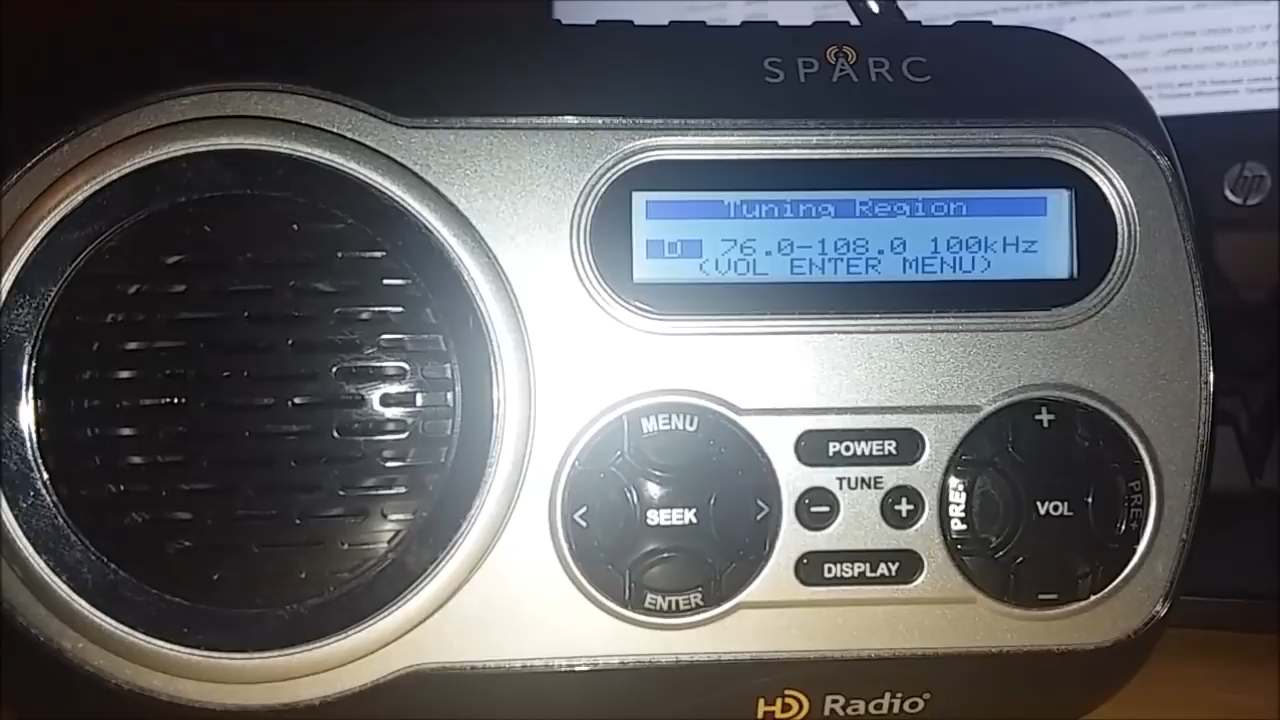 SPARC
hp
Tuning Region
76.0-108.0 100kHz
(VOL ENTER MENU)
MENU
< SEEK >
ENTER
POWER
TUNE
− +
DISPLAY
+
PRE- VOL PRE+
−
HD Radio